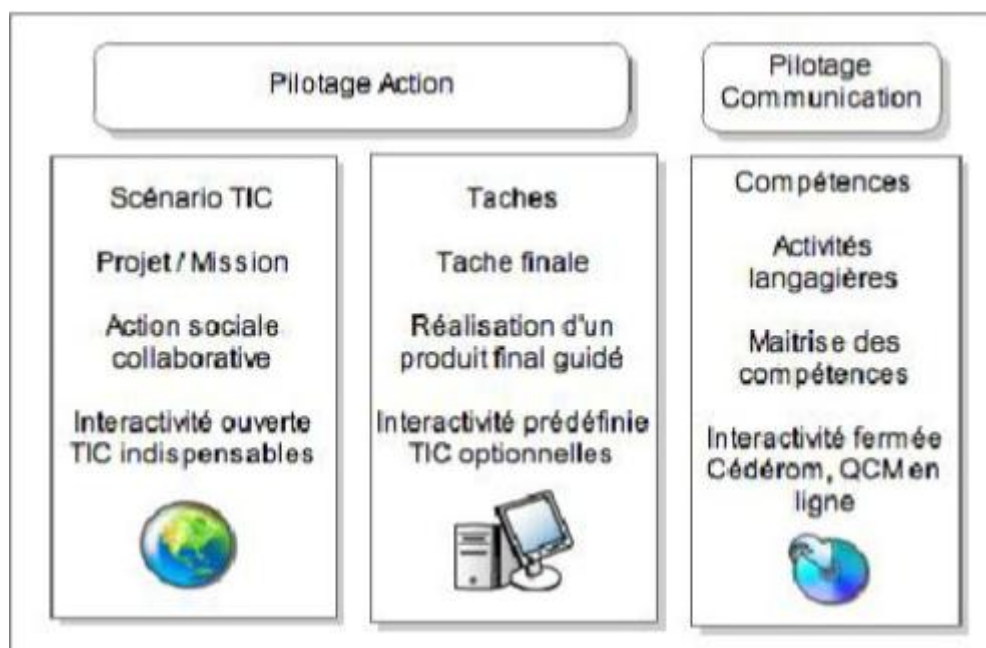 Pilotage Action
Pilotage
Communication
Scénario TIC
Projet / Mission
Action sociale
collaborative
Interactivité ouverte
TIC indispensables
Taches
Tache finale
Réalisation d'un
produit final guidé
Interactivité prédéfinie
TIC optionnelles
Compétences
Activités
langagières
Maitrise des
compétences
Interactivité fermée
Cédérom, QCM en
ligne